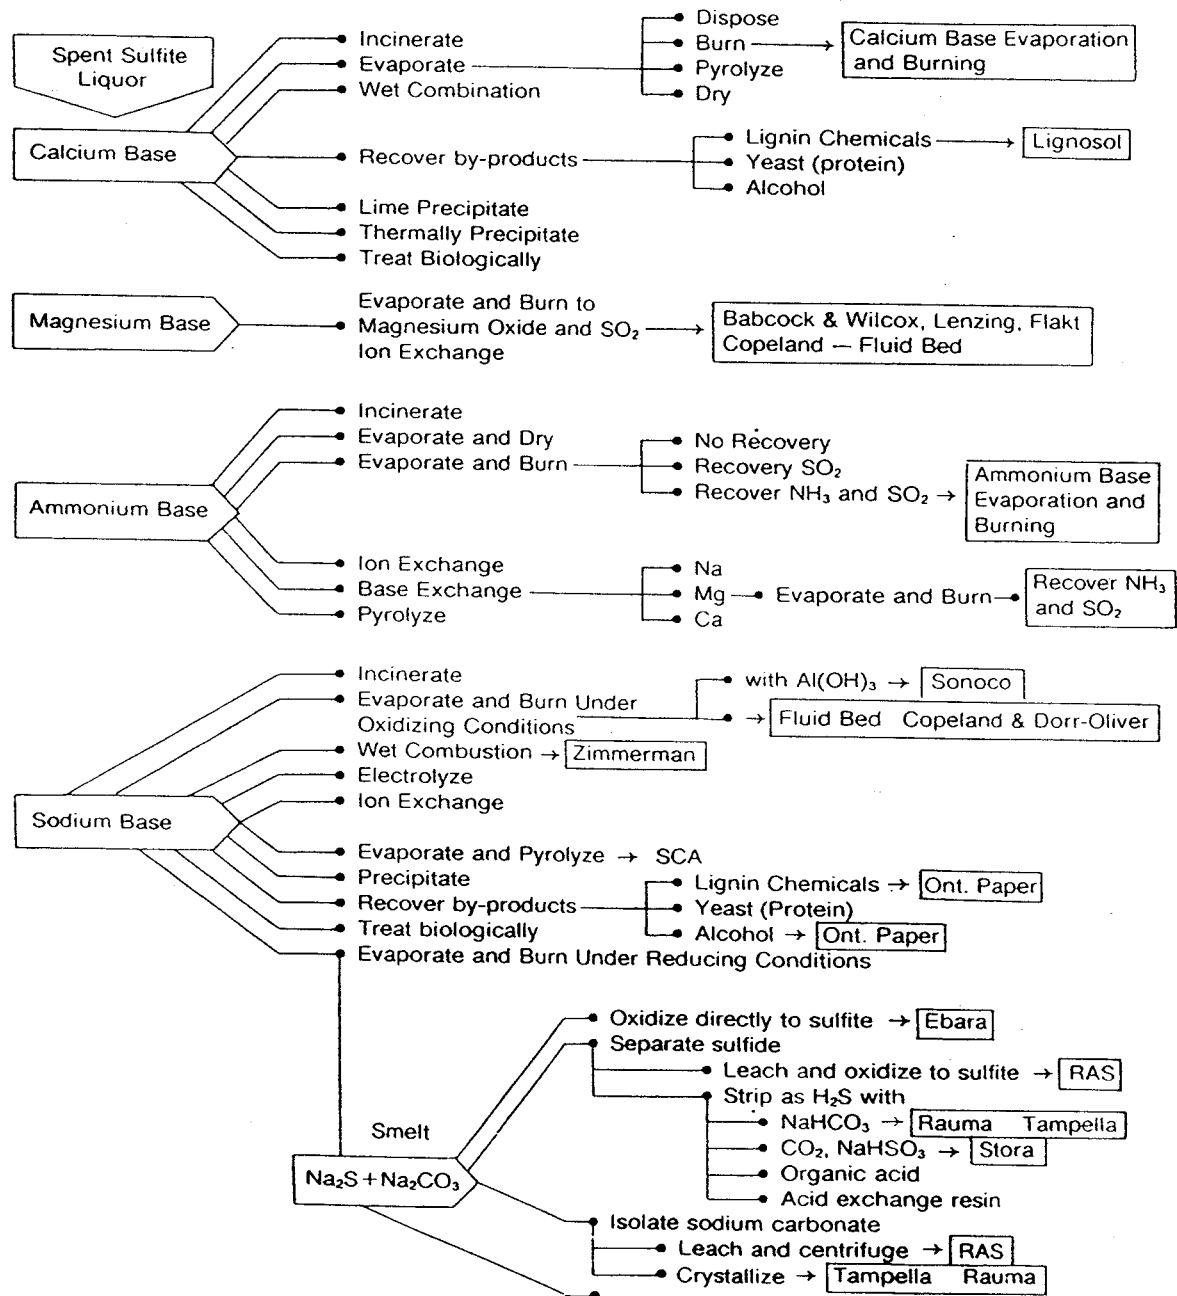 Spent Sulfite
Liquor
Calcium Base
Incinerate
Evaporate
Wet Combination
Dispose
Burn → Calcium Base Evaporation
and Burning
Pyrolyze
Dry
Recover by-products
Lignin Chemicals → Lignosol
Yeast (protein)
Alcohol
Lime Precipitate
Thermally Precipitate
Treat Biologically
Magnesium Base
Evaporate and Burn to
Magnesium Oxide and SO₂ →
Ion Exchange
Babcock & Wilcox, Lenzing, Flakt
Copeland — Fluid Bed
Ammonium Base
Incinerate
Evaporate and Dry
Evaporate and Burn
No Recovery
Recovery SO₂
Recover NH₃ and SO₂ →
Ammonium Base
Evaporation and
Burning
Ion Exchange
Base Exchange
Pyrolyze
Na
Mg
Ca
Evaporate and Burn
Recover NH₃
and SO₂
Sodium Base
Incinerate
Evaporate and Burn Under
Oxidizing Conditions
with Al(OH)₃ → Sonoco
→ Fluid Bed Copeland & Dorr-Oliver
Wet Combustion → Zimmerman
Electrolyze
Ion Exchange
Evaporate and Pyrolyze → SCA
Precipitate
Recover by-products
Lignin Chemicals → Ont. Paper
Yeast (Protein)
Alcohol → Ont. Paper
Treat biologically
Evaporate and Burn Under Reducing Conditions
Smelt
Na₂S + Na₂CO₃
Oxidize directly to sulfite → Ebara
Separate sulfide
Leach and oxidize to sulfite → RAS
Strip as H₂S with
NaHCO₃ → Rauma Tampella
CO₂, NaHSO₃ → Stora
Organic acid
Acid exchange resin
Isolate sodium carbonate
Leach and centrifuge → RAS
Crystallize → Tampella Rauma